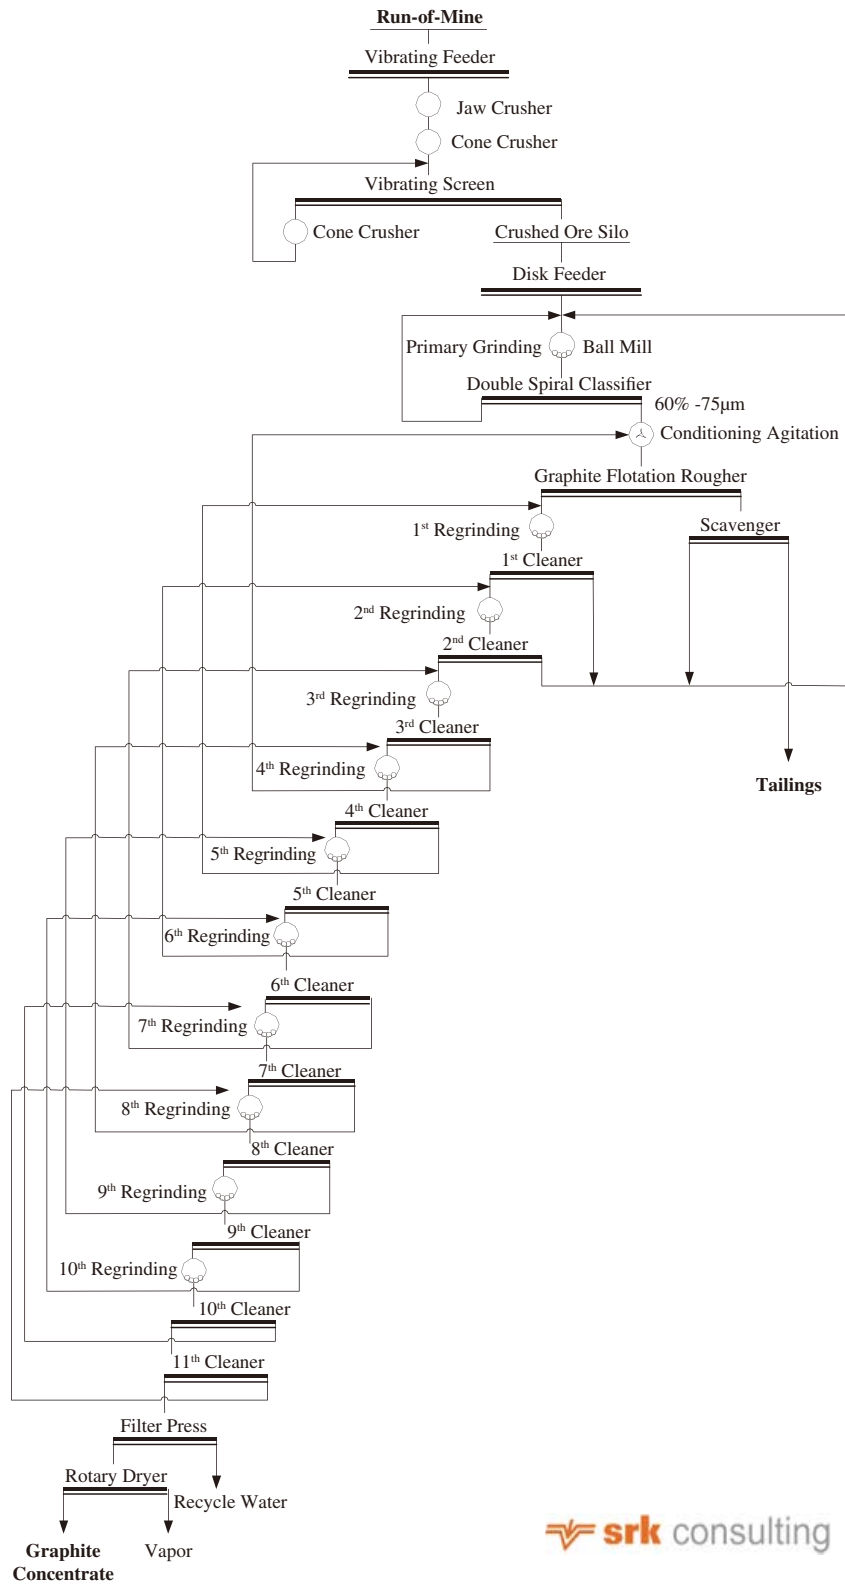 Run-of-Mine
Vibrating Feeder
Jaw Crusher
Cone Crusher
Vibrating Screen
Cone Crusher
Crushed Ore Silo
Disk Feeder
Primary Grinding
Ball Mill
Double Spiral Classifier
60% -75μm
Conditioning Agitation
Graphite Flotation Rougher
1st Regrinding
Scavenger
1st Cleaner
2nd Regrinding
2nd Cleaner
3rd Regrinding
3rd Cleaner
4th Regrinding
Tailings
4th Cleaner
5th Regrinding
5th Cleaner
6th Regrinding
6th Cleaner
7th Regrinding
7th Cleaner
8th Regrinding
8th Cleaner
9th Regrinding
9th Cleaner
10th Regrinding
10th Cleaner
11th Cleaner
Filter Press
Rotary Dryer
Recycle Water
Graphite
Concentrate
Vapor
srk consulting